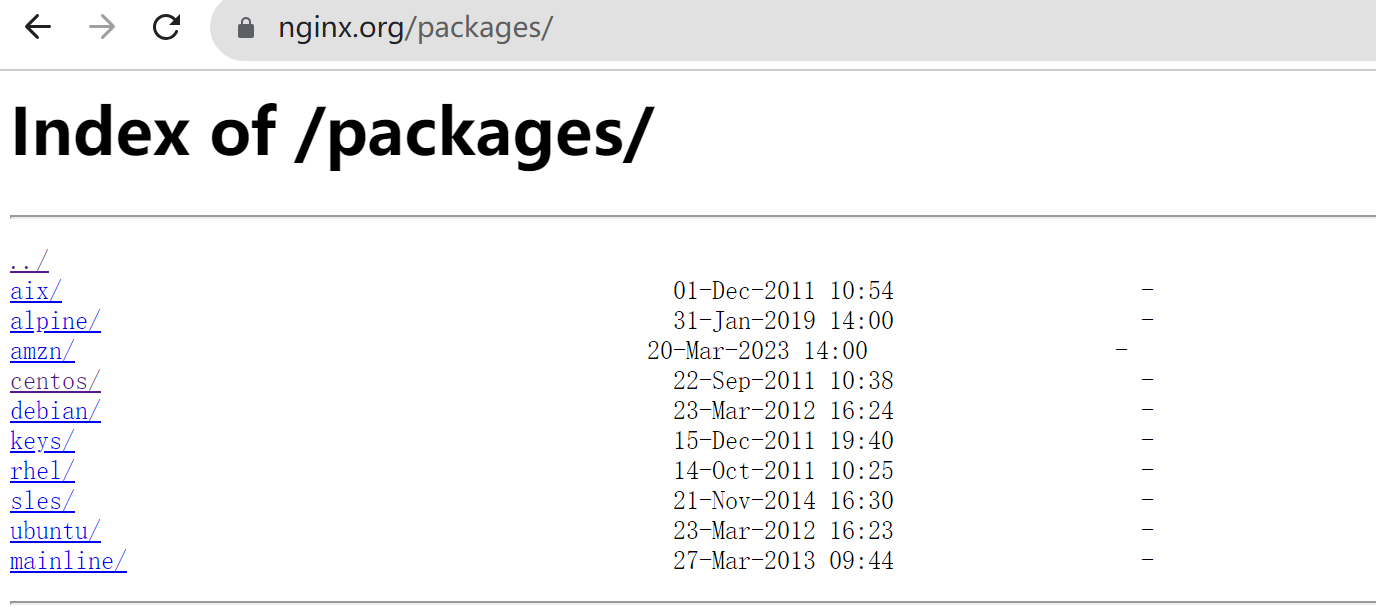 nginx.org/packages/
Index of /packages/
../
aix/ 01-Dec-2011 10:54 -
alpine/ 31-Jan-2019 14:00 -
amzn/ 20-Mar-2023 14:00 -
centos/ 22-Sep-2011 10:38 -
debian/ 23-Mar-2012 16:24 -
keys/ 15-Dec-2011 19:40 -
rhel/ 14-Oct-2011 10:25 -
sles/ 21-Nov-2014 16:30 -
ubuntu/ 23-Mar-2012 16:23 -
mainline/ 27-Mar-2013 09:44 -